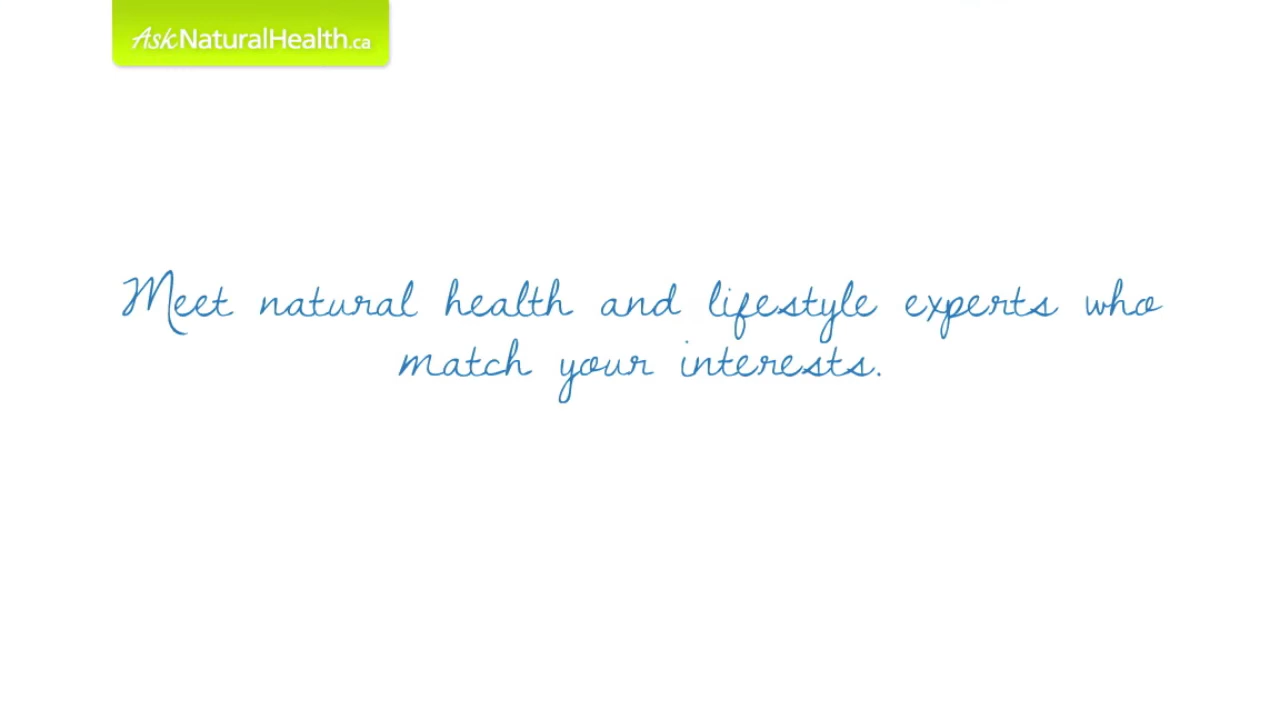 AskNaturalHealth.ca
Meet natural health and lifestyle experts who
match your interests.